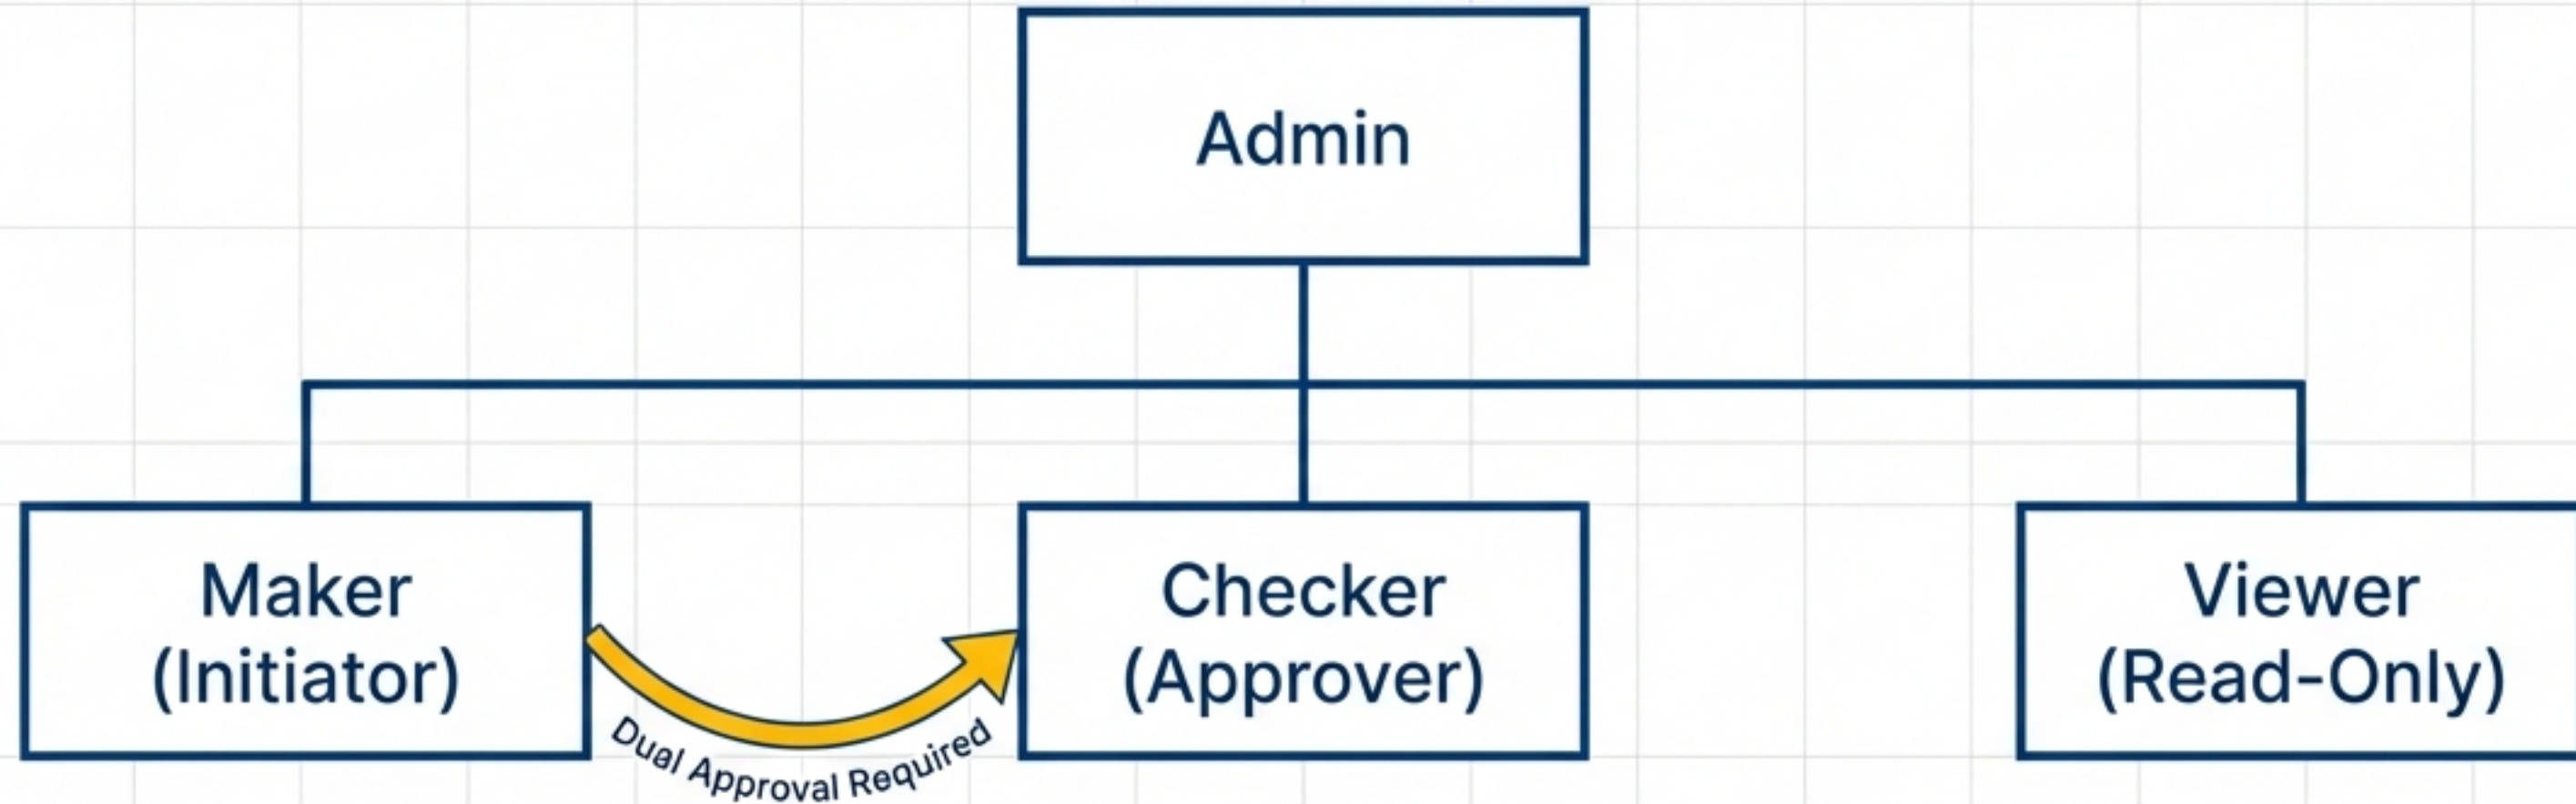 Admin
Maker
(Initiator)
Dual Approval Required
Checker
(Approver)
Viewer
(Read-Only)